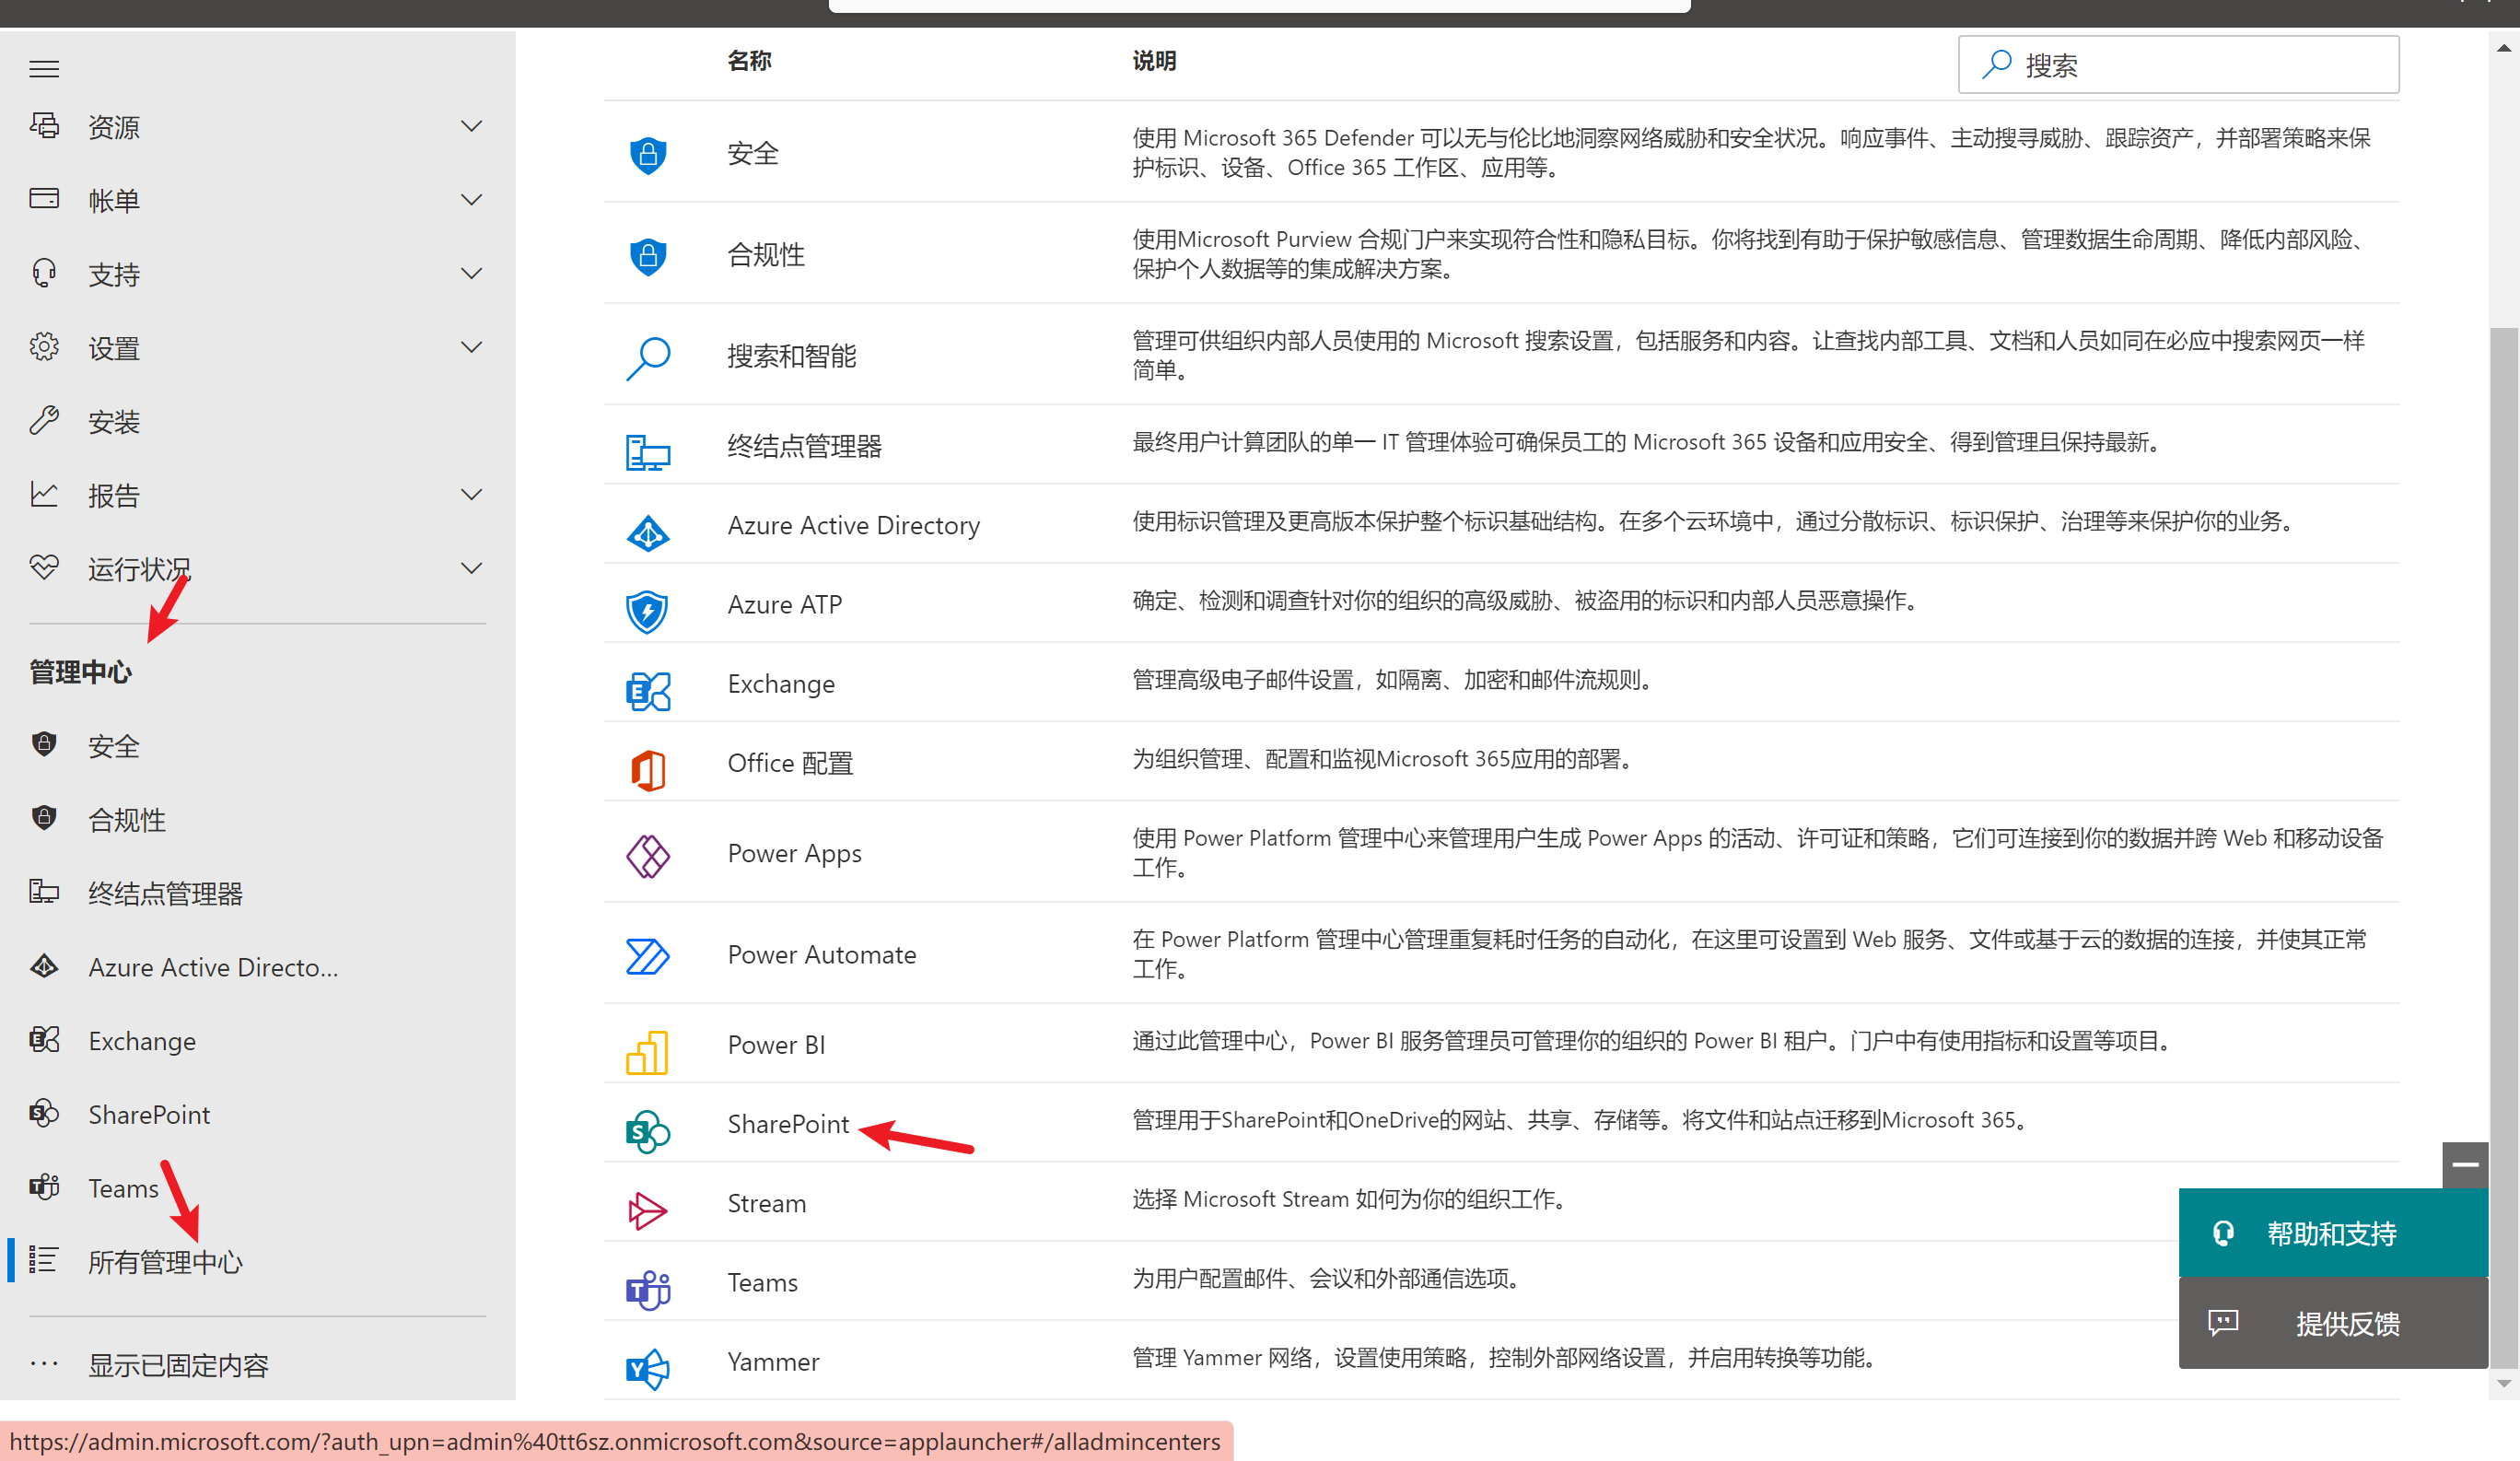 资源
帐单
支持
设置
安装
报告
运行状况
管理中心
安全
合规性
终结点管理器
Azure Active Directo...
Exchange
SharePoint
Teams
所有管理中心
显示已固定内容
名称
说明
搜索
安全
使用 Microsoft 365 Defender 可以无与伦比地洞察网络威胁和安全状况。响应事件、主动搜寻威胁、跟踪资产，并部署策略来保
护标识、设备、Office 365 工作区、应用等。
合规性
使用Microsoft Purview 合规门户来实现符合性和隐私目标。你将找到有助于保护敏感信息、管理数据生命周期、降低内部风险、
保护个人数据等的集成解决方案。
搜索和智能
管理可供组织内部人员使用的 Microsoft 搜索设置，包括服务和内容。让查找内部工具、文档和人员如同在必应中搜索网页一样
简单。
终结点管理器
最终用户计算团队的单一 IT 管理体验可确保员工的 Microsoft 365 设备和应用安全、得到管理且保持最新。
Azure Active Directory
使用标识管理及更高版本保护整个标识基础结构。在多个云环境中，通过分散标识、标识保护、治理等来保护你的业务。
Azure ATP
确定、检测和调查针对你的组织的高级威胁、被盗用的标识和内部人员恶意操作。
Exchange
管理高级电子邮件设置，如隔离、加密和邮件流规则。
Office 配置
为组织管理、配置和监视Microsoft 365应用的部署。
Power Apps
使用 Power Platform 管理中心来管理用户生成 Power Apps 的活动、许可证和策略，它们可连接到你的数据并跨 Web 和移动设备
工作。
Power Automate
在 Power Platform 管理中心管理重复耗时任务的自动化，在这里可设置到 Web 服务、文件或基于云的数据的连接，并使其正常
工作。
Power BI
通过此管理中心，Power BI 服务管理员可管理你的组织的 Power BI 租户。门户中有使用指标和设置等项目。
SharePoint
管理用于SharePoint和OneDrive的网站、共享、存储等。将文件和站点迁移到Microsoft 365。
Stream
选择 Microsoft Stream 如何为你的组织工作。
Teams
为用户配置邮件、会议和外部通信选项。
Yammer
管理 Yammer 网络，设置使用策略，控制外部网络设置，并启用转换等功能。
帮助和支持
提供反馈
https://admin.microsoft.com/?auth_upn=admin%40tt6sz.onmicrosoft.com&source=applauncher#/alladmincenters